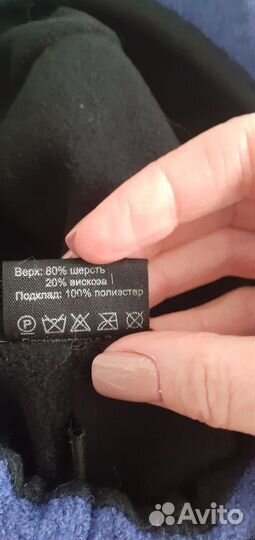 Верх: 80% шерсть
20% вискоза
Подклад: 100% полиэстер
P
Avito